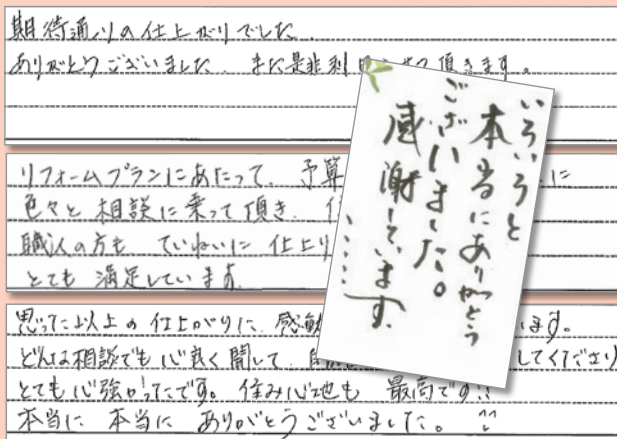 期待通りの仕上がりでした。
ありがとうございました。また是非利用させて頂きます。
リフォームプランにあたって、予算
に
色々と相談に乗って頂き、
職人の方も ていねいに 仕上
とても 満足しています。
思った以上の仕上がりに、感動
います。
どんな相談でも心良く聞して、
してくださり
とても心強かったです。住み心地も 最高です!!
本当に 本当に ありがとうございました。^^
いろいろと
本当にありがとう
ございました。
感謝しています。